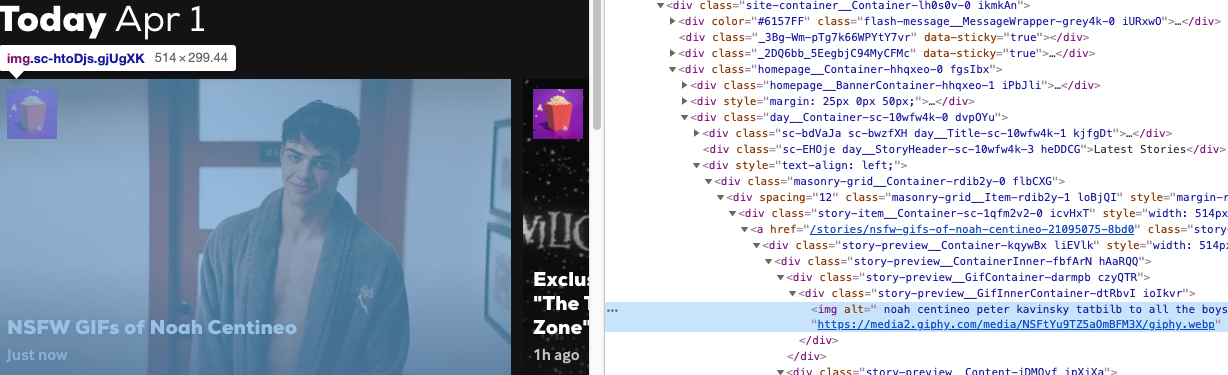 Today Apr 1
img.sc-htoDjs.gjUgXK 514 × 299.44
NSFW GIFs of Noah Centineo
Just now
Exclu
"The T
Zone"
1h ago
▼<div class="site-container__Container-lh0s0v-0 ikmkAn">
▶<div color="#6157FF" class="flash-message__MessageWrapper-grey4k-0 iURxwO">…</div>
<div class="_3Bg-Wm-pTg7k66WPYtY7vr" data-sticky="true"></div>
▶<div class="_2DQ6bb_5EegbjC94MyCFMc" data-sticky="true">…</div>
▼<div class="homepage__Container-hhqxeo-0 fgsIbx">
▶<div class="homepage__BannerContainer-hhqxeo-1 iPbJli">…</div>
▶<div style="margin: 25px 0px 50px;">…</div>
▼<div class="day__Container-sc-10wfw4k-0 dvpOYu">
▶<div class="sc-bdVaJa sc-bwzfXH day__Title-sc-10wfw4k-1 kjfgDt">…</div>
<div class="sc-EHOje day__StoryHeader-sc-10wfw4k-3 heDDCG">Latest Stories</div>
▼<div style="text-align: left;">
▼<div class="masonry-grid__Container-rdib2y-0 flbCXG">
▼<div spacing="12" class="masonry-grid__Item-rdib2y-1 loBjQI" style="margin-r
▼<div class="story-item__Container-sc-1qfm2v2-0 icvHxT" style="width: 514px
▼<a href="/stories/nsfw-gifs-of-noah-centineo-21095075-8bd0" class="story-
▼<div class="story-preview__Container-kqywBx liEVlk" style="width: 514p
▼<div class="story-preview__ContainerInner-fbfArN hAaRQQ">
▼<div class="story-preview__GifContainer-darmpb czyQTR">
▼<div class="story-preview__GifInnerContainer-dtRbvI ioIkvr">
… <img alt=" noah centineo peter kavinsky tatbilb to all the boys
"https://media2.giphy.com/media/NSFtYu9TZ5aOmBFM3X/giphy.webp"
</div>
</div>
▼<div class="story-preview__Content-jDMQyf jpXjXa">